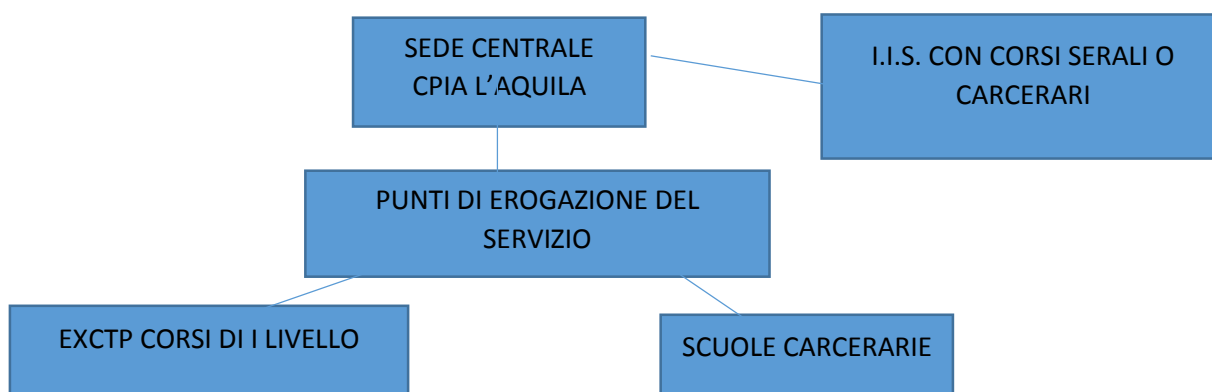 SEDE CENTRALE
CPIA L’AQUILA
I.I.S. CON CORSI SERALI O
CARCERARI
PUNTI DI EROGAZIONE DEL
SERVIZIO
EXCTP CORSI DI I LIVELLO
SCUOLE CARCERARIE